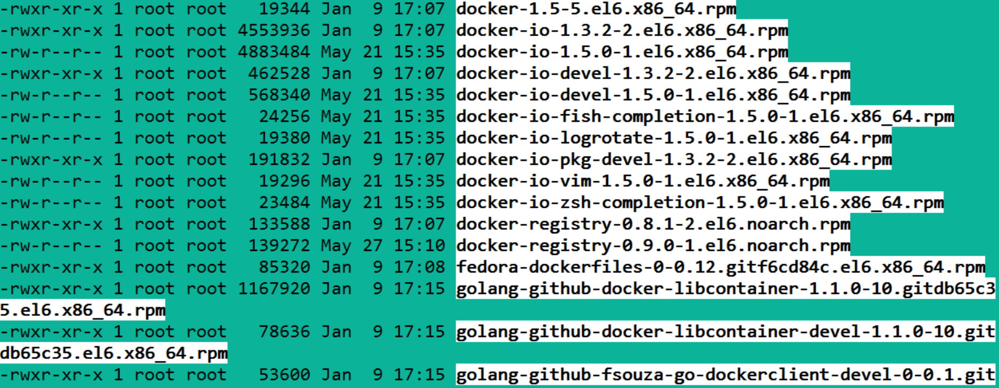 -rwxr-xr-x 1 root root   19344 Jan  9 17:07 docker-1.5-5.el6.x86_64.rpm
-rwxr-xr-x 1 root root 4553936 Jan  9 17:07 docker-io-1.3.2-2.el6.x86_64.rpm
-rw-r--r-- 1 root root 4883484 May 21 15:35 docker-io-1.5.0-1.el6.x86_64.rpm
-rwxr-xr-x 1 root root  462528 Jan  9 17:07 docker-io-devel-1.3.2-2.el6.x86_64.rpm
-rw-r--r-- 1 root root  568340 May 21 15:35 docker-io-devel-1.5.0-1.el6.x86_64.rpm
-rw-r--r-- 1 root root   24256 May 21 15:35 docker-io-fish-completion-1.5.0-1.el6.x86_64.rpm
-rw-r--r-- 1 root root   19380 May 21 15:35 docker-io-logrotate-1.5.0-1.el6.x86_64.rpm
-rwxr-xr-x 1 root root  191832 Jan  9 17:07 docker-io-pkg-devel-1.3.2-2.el6.x86_64.rpm
-rw-r--r-- 1 root root   19296 May 21 15:35 docker-io-vim-1.5.0-1.el6.x86_64.rpm
-rw-r--r-- 1 root root   23484 May 21 15:35 docker-io-zsh-completion-1.5.0-1.el6.x86_64.rpm
-rwxr-xr-x 1 root root  133588 Jan  9 17:07 docker-registry-0.8.1-2.el6.noarch.rpm
-rw-r--r-- 1 root root  139272 May 27 15:10 docker-registry-0.9.0-1.el6.noarch.rpm
-rwxr-xr-x 1 root root   85320 Jan  9 17:08 fedora-dockerfiles-0-0.12.gitf6cd84c.el6.x86_64.rpm
-rwxr-xr-x 1 root root 1167920 Jan  9 17:15 golang-github-docker-libcontainer-1.1.0-10.gitdb65c3
5.el6.x86_64.rpm
-rwxr-xr-x 1 root root   78636 Jan  9 17:15 golang-github-docker-libcontainer-devel-1.1.0-10.git
db65c35.el6.x86_64.rpm
-rwxr-xr-x 1 root root   53600 Jan  9 17:15 golang-github-fsouza-go-dockerclient-devel-0-0.1.git